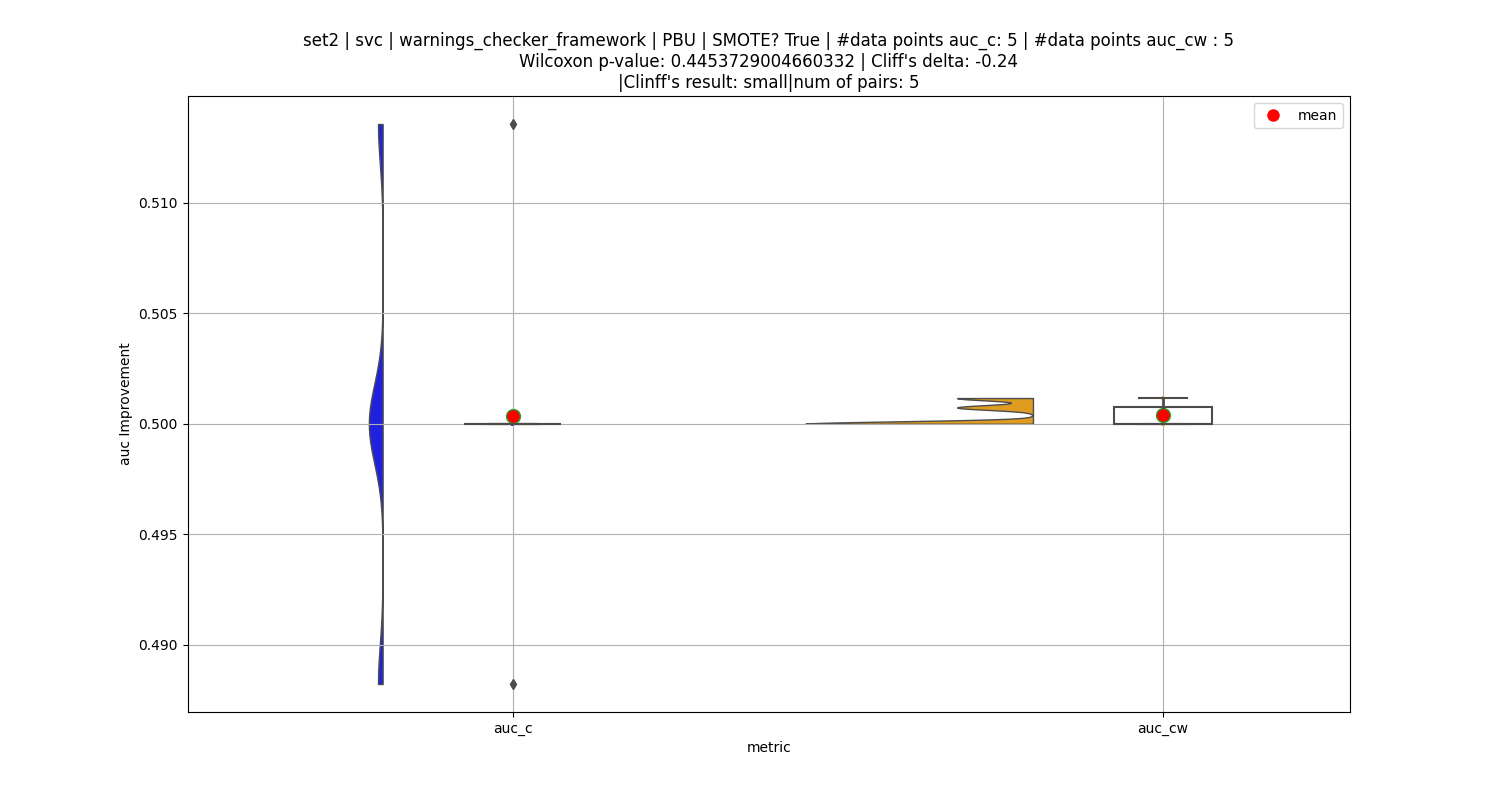 set2 | svc | warnings_checker_framework | PBU | SMOTE? True | #data points auc_c: 5 | #data points auc_cw : 5
Wilcoxon p-value: 0.4453729004660332 | Cliff's delta: -0.24
|Clinff's result: small|num of pairs: 5
mean
0.510
0.505
0.500
0.495
0.490
auc Improvement
auc_c
auc_cw
metric